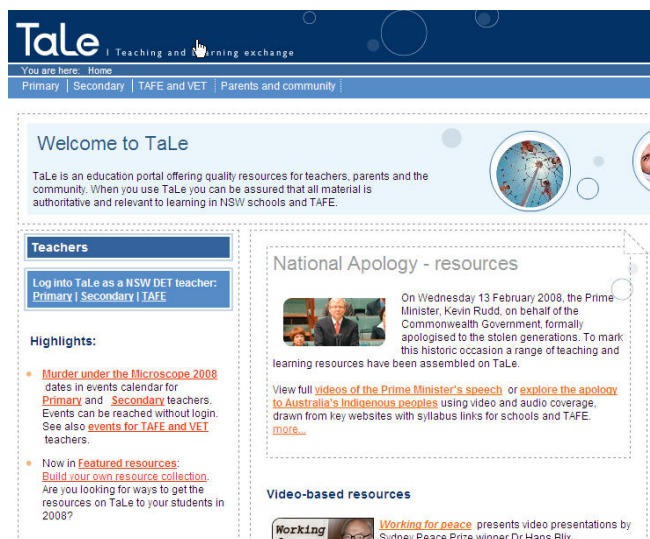 TaLe | Teaching and Learning exchange
You are here: Home
Primary | Secondary | TAFE and VET | Parents and community
Welcome to TaLe
TaLe is an education portal offering quality resources for teachers, parents and the
community. When you use TaLe you can be
assured that all material is
authoritative and relevant to learning in NSW
schools and TAFE.
Teachers
Log into TaLe as a NSW DET teacher:
Primary | Secondary | TAFE
Highlights:
Murder under the Microscope 2008
dates in events calendar for
Primary and Secondary teachers.
Events can be reached without login.
See also events for TAFE and VET
teachers.
Now in Featured resources:
Build your own resource collection.
Are you looking for ways to get the
resources on TaLe to your students in
2008?
National Apology - resources
On Wednesday 13 February 2008, the Prime
Minister, Kevin Rudd, on behalf of the
Commonwealth Government, formally
apologised to the stolen generations. To mark
this historic occasion a range of teaching and
learning resources have been assembled on TaLe.
View full videos of the Prime Minister's speech or explore the apology
to Australia's Indigenous peoples using video and audio coverage,
drawn from key websites with syllabus links for schools and TAFE.
more...
Video-based resources
Working
Working for peace presents video presentations by
Sydney Peace Prize winner Dr Hans Blix